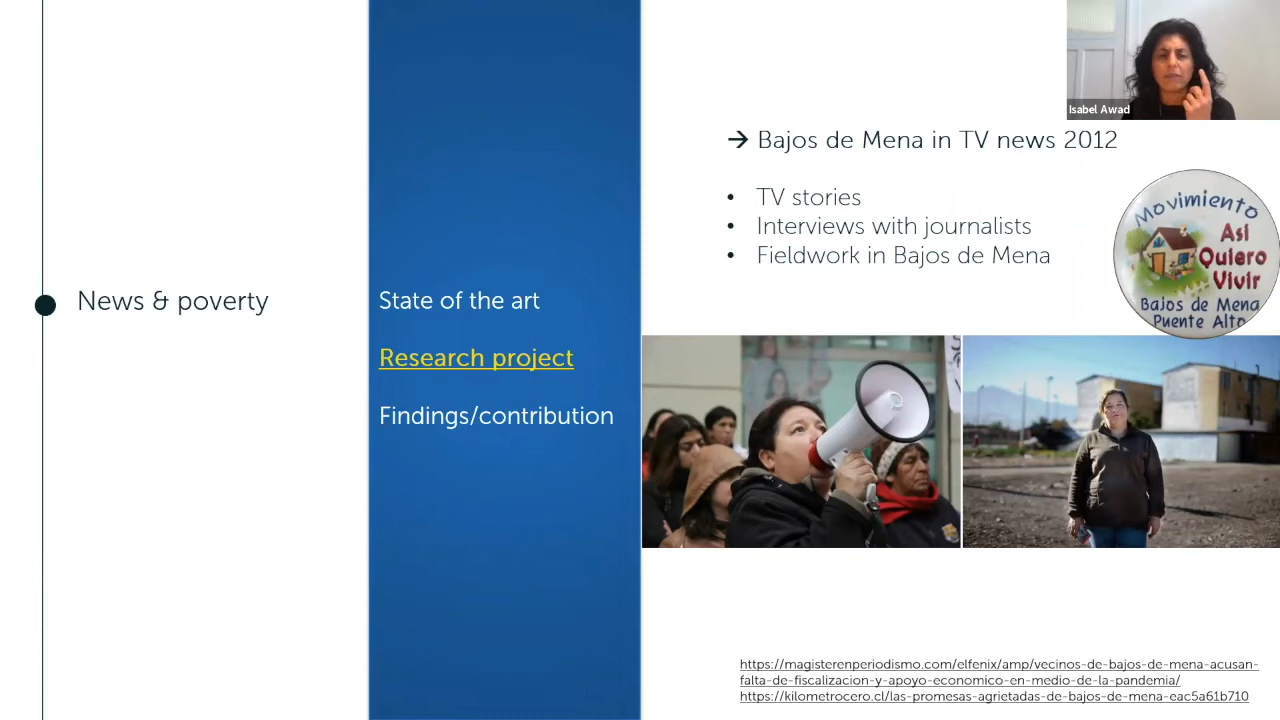 Isabel Awad
News & poverty
State of the art
Research project
Findings/contribution
→ Bajos de Mena in TV news 2012
• TV stories
• Interviews with journalists
• Fieldwork in Bajos de Mena
Movimiento
Asi
Quiero
Vivir
Bajos de Mena
Puente Alto
https://magisterenperiodismo.com/elfenix/amp/vecinos-de-bajos-de-mena-acusan-
falta-de-fiscalizacion-y-apoyo-economico-en-medio-de-la-pandemia/
https://kilometrocero.cl/las-promesas-agrietadas-de-bajos-de-mena-eac5a61b710